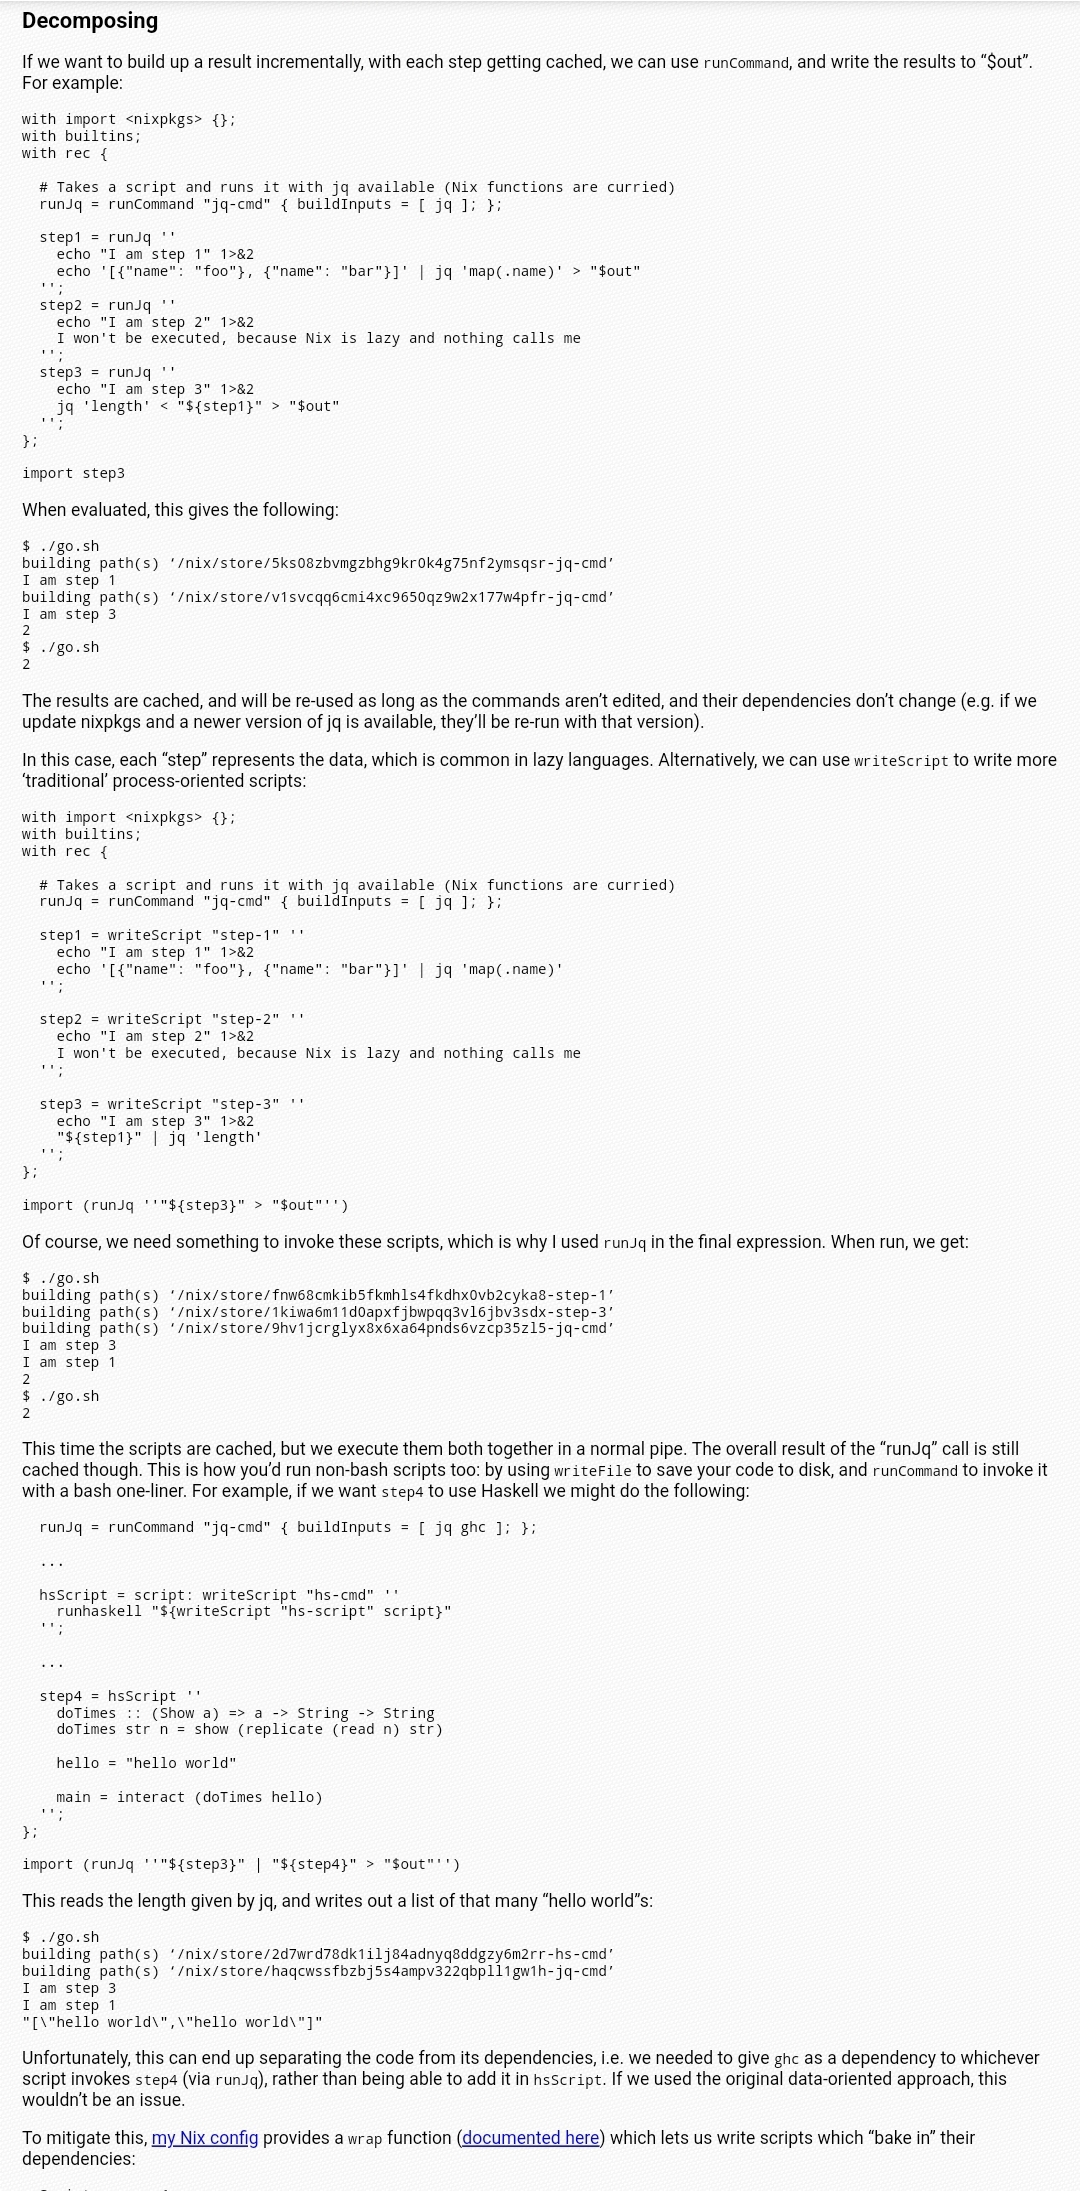 Decomposing
If we want to build up a result incrementally, with each step getting cached, we can use runCommand, and write the results to “$out”.
For example:
with import <nixpkgs> {};
with builtins;
with rec {
  # Takes a script and runs it with jq available (Nix functions are curried)
  runJq = runCommand "jq-cmd" { buildInputs = [ jq ]; };
  step1 = runJq ''
    echo "I am step 1" 1>&2
    echo '[{"name": "foo"}, {"name": "bar"}]' | jq 'map(.name)' > "$out"
  '';
  step2 = runJq ''
    echo "I am step 2" 1>&2
    I won't be executed, because Nix is lazy and nothing calls me
  '';
  step3 = runJq ''
    echo "I am step 3" 1>&2
    jq 'length' < "${step1}" > "$out"
  '';
};
import step3
When evaluated, this gives the following:
$ ./go.sh
building path(s) ‘/nix/store/5ks08zbvmgzbhg9kr0k4g75nf2ymsqsr-jq-cmd’
I am step 1
building path(s) ‘/nix/store/v1svcqq6cmi4xc9650qz9w2x177w4pfr-jq-cmd’
I am step 3
2
$ ./go.sh
2
The results are cached, and will be re-used as long as the commands aren’t edited, and their dependencies don’t change (e.g. if we
update nixpkgs and a newer version of jq is available, they’ll be re-run with that version).
In this case, each “step” represents the data, which is common in lazy languages. Alternatively, we can use writeScript to write more
‘traditional’ process-oriented scripts:
with import <nixpkgs> {};
with builtins;
with rec {
  # Takes a script and runs it with jq available (Nix functions are curried)
  runJq = runCommand "jq-cmd" { buildInputs = [ jq ]; };
  step1 = writeScript "step-1" ''
    echo "I am step 1" 1>&2
    echo '[{"name": "foo"}, {"name": "bar"}]' | jq 'map(.name)'
  '';
  step2 = writeScript "step-2" ''
    echo "I am step 2" 1>&2
    I won't be executed, because Nix is lazy and nothing calls me
  '';
  step3 = writeScript "step-3" ''
    echo "I am step 3" 1>&2
    "${step1}" | jq 'length'
  '';
};
import (runJq ''"${step3}" > "$out"'')
Of course, we need something to invoke these scripts, which is why I used runJq in the final expression. When run, we get:
$ ./go.sh
building path(s) ‘/nix/store/fnw68cmkib5fkmhls4fkdhx0vb2cyka8-step-1’
building path(s) ‘/nix/store/1kiwa6m11d0apxfjbwpqq3vl6jbv3sdx-step-3’
building path(s) ‘/nix/store/9hv1jcrglyx8x6xa64pnds6vzcp35zl5-jq-cmd’
I am step 3
I am step 1
2
$ ./go.sh
2
This time the scripts are cached, but we execute them both together in a normal pipe. The overall result of the “runJq” call is still
cached though. This is how you’d run non-bash scripts too: by using writeFile to save your code to disk, and runCommand to invoke it
with a bash one-liner. For example, if we want step4 to use Haskell we might do the following:
  runJq = runCommand "jq-cmd" { buildInputs = [ jq ghc ]; };
  ...
  hsScript = script: writeScript "hs-cmd" ''
    runhaskell "${writeScript "hs-script" script}"
  '';
  ...
  step4 = hsScript ''
    doTimes :: (Show a) => a -> String -> String
    doTimes str n = show (replicate (read n) str)
    hello = "hello world"
    main = interact (doTimes hello)
  '';
};
import (runJq ''"${step3}" | "${step4}" > "$out"'')
This reads the length given by jq, and writes out a list of that many “hello world”s:
$ ./go.sh
building path(s) ‘/nix/store/2d7wrd78dk1ilj84adnyq8ddgzy6m2rr-hs-cmd’
building path(s) ‘/nix/store/haqcwssfbzbj5s4ampv322qbpll1gw1h-jq-cmd’
I am step 3
I am step 1
"[\"hello world\",\"hello world\"]"
Unfortunately, this can end up separating the code from its dependencies, i.e. we needed to give ghc as a dependency to whichever
script invokes step4 (via runJq), rather than being able to add it in hsScript. If we used the original data-oriented approach, this
wouldn’t be an issue.
To mitigate this, my Nix config provides a wrap function (documented here) which lets us write scripts which “bake in” their
dependencies: